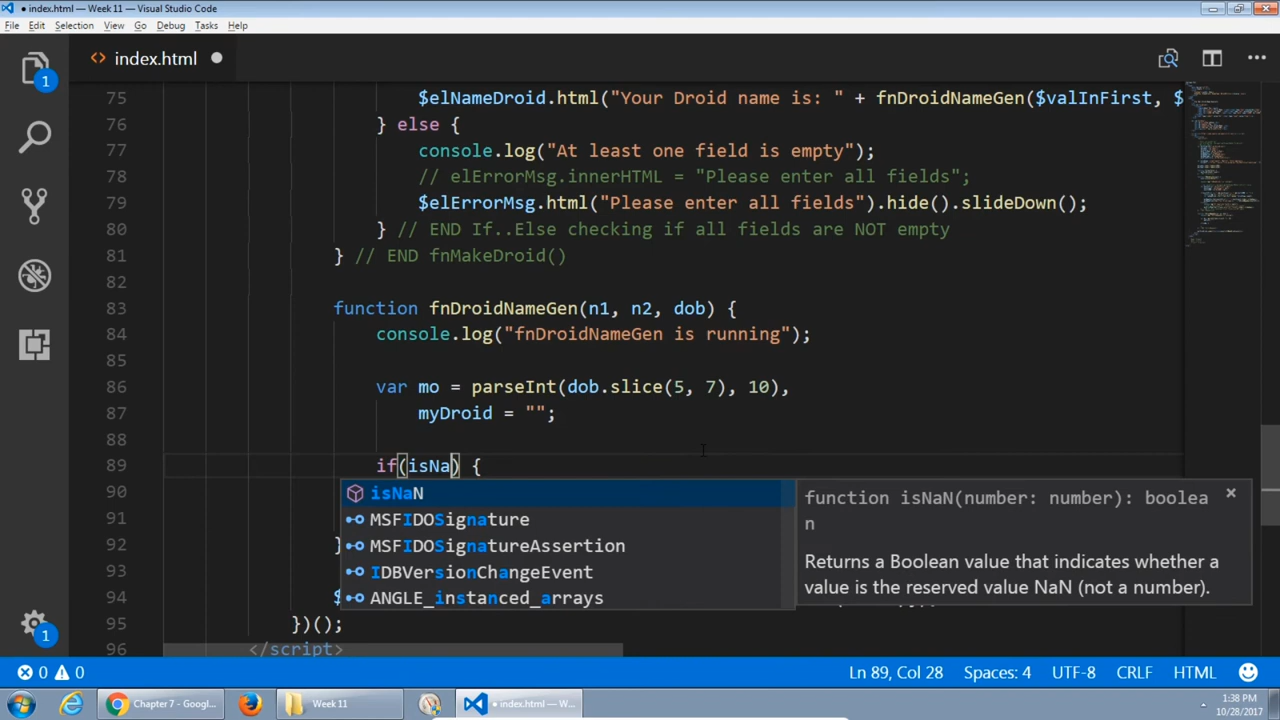 ● index.html — Week 11 — Visual Studio Code
File Edit Selection View Go Debug Tasks Help
<> index.html ●
1
75 $elNameDroid.html("Your Droid name is: " + fnDroidNameGen($valInFirst, $
76 } else {
77 console.log("At least one field is empty");
78 // elErrorMsg.innerHTML = "Please enter all fields";
79 $elErrorMsg.html("Please enter all fields").hide().slideDown();
80 } // END If..Else checking if all fields are NOT empty
81 } // END fnMakeDroid()
82
83 function fnDroidNameGen(n1, n2, dob) {
84 console.log("fnDroidNameGen is running");
85
86 var mo = parseInt(dob.slice(5, 7), 10),
87 myDroid = "";
88
89 if(isNa) {
90 isNaN
91 MSFIDOSignature
92 } MSFIDOSignatureAssertion
93 IDBVersionChangeEvent
94 $ ANGLE_instanced_arrays
function isNaN(number: number): boolea
n
Returns a Boolean value that indicates whether a
value is the reserved value NaN (not a number).
×
95 })();
96 </script>
1
0 0 Ln 89, Col 28 Spaces: 4 UTF-8 CRLF HTML
Chapter 7 - Googl... Week 11 ● index.html — W... 1:38 PM
10/28/2017